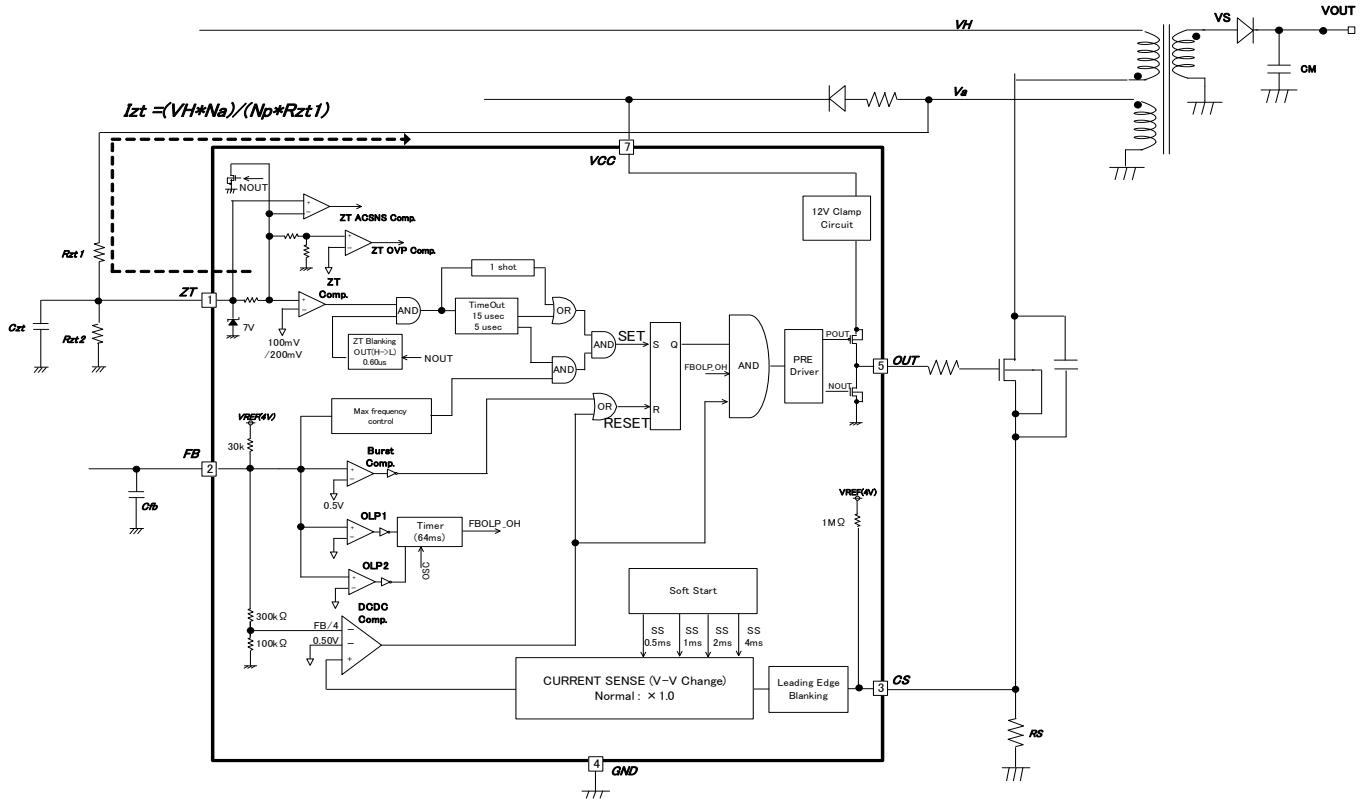 VH
VS
VOUT
CM
Va
Izt =(VH*Na)/(Np*Rzt1)
7
VCC
NOUT
12V Clamp
Circuit
ZT ACSNS Comp.
ZT OVP Comp.
Rzt1
ZT
Comp.
1 shot
ZT
1
AND
TimeOut
15 usec
5 usec
OR
7V
Czt
Rzt2
100mV
/200mV
ZT Blanking
OUT(H->L)
0.60us
NOUT
AND
SET
AND
S
Q
FBOLP_OH
AND
PRE
Driver
POUT
NOUT
5
OUT
Max frequency
control
OR
R
RESET
VREF(4V)
30k
FB
2
Burst
Comp.
0.5V
Cfb
OLP1
Timer
(64ms)
FBOLP_OH
OSC
OLP2
VREF(4V)
1MΩ
Soft Start
300kΩ
DCDC
Comp.
FB/4
0.50V
100kΩ
SS
0.5ms
SS
1ms
SS
2ms
SS
4ms
CURRENT SENSE (V-V Change)
Normal : ×1.0
Leading Edge
Blanking
3
CS
RS
4
GND